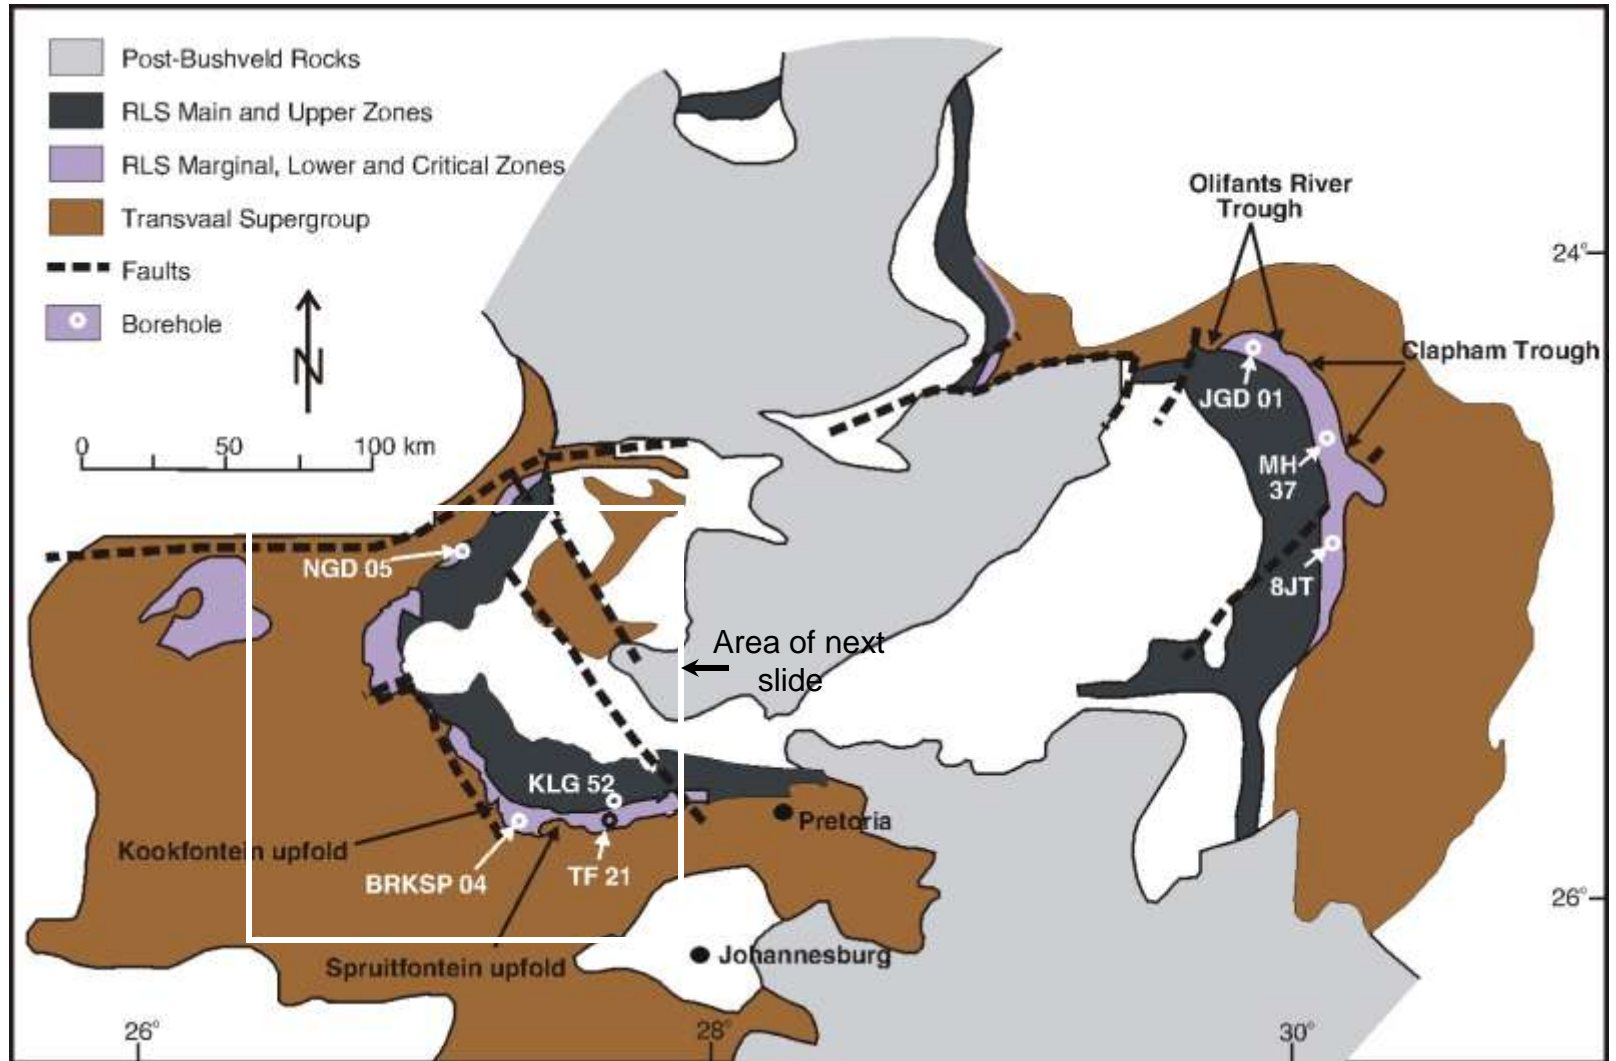 Post-Bushveld Rocks
RLS Main and Upper Zones
RLS Marginal, Lower and Critical Zones
Transvaal Supergroup
Faults
Borehole
N
0 50 100 km
Olifants River
Trough
24°
Clapham Trough
JGD 01
MH
37
8JT
NGD 05
Area of next
slide
KLG 52
Pretoria
Kookfontein upfold
BRKSP 04
TF 21
26°
Johannesburg
Spruitfontein upfold
26°
28°
30°